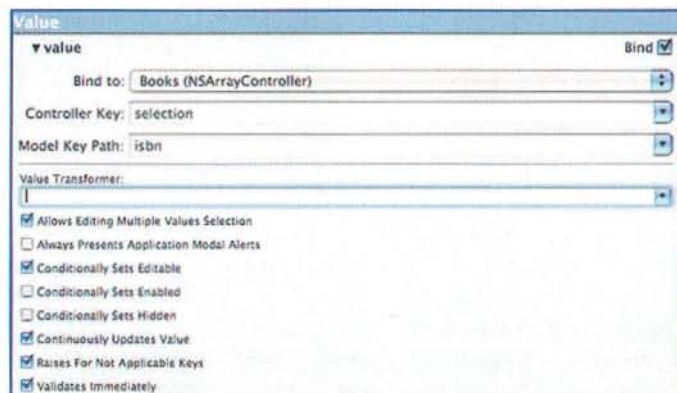 Value
▼ value Bind
Bind to: Books (NSArrayController)
Controller Key: selection
Model Key Path: isbn
Value Transformer:
Allows Editing Multiple Values Selection
Always Presents Application Modal Alerts
Conditionally Sets Editable
Conditionally Sets Enabled
Conditionally Sets Hidden
Continuously Updates Value
Raises For Not Applicable Keys
Validates Immediately